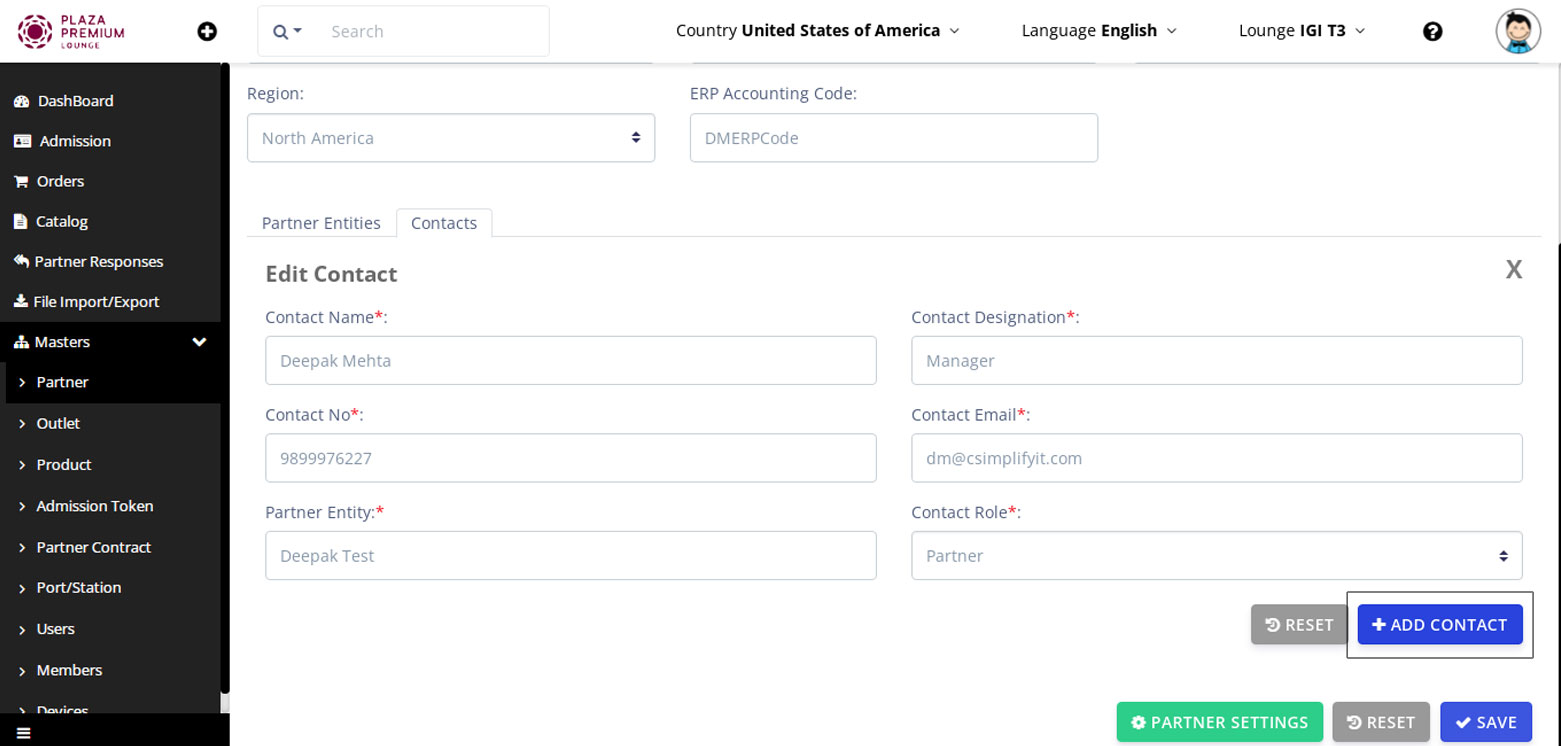 PLAZA
PREMIUM
LOUNGE
Search
Country United States of America
Language English
Lounge IGI T3
DashBoard
Admission
Orders
Catalog
Partner Responses
File Import/Export
Masters
Partner
Outlet
Product
Admission Token
Partner Contract
Port/Station
Users
Members
Devices
Region:
ERP Accounting Code:
North America
DMERPCode
Partner Entities
Contacts
Edit Contact
X
Contact Name*:
Contact Designation*:
Deepak Mehta
Manager
Contact No*:
Contact Email*:
9899976227
dm@csimplifyit.com
Partner Entity:*
Contact Role*:
Deepak Test
Partner
RESET
ADD CONTACT
PARTNER SETTINGS
RESET
SAVE